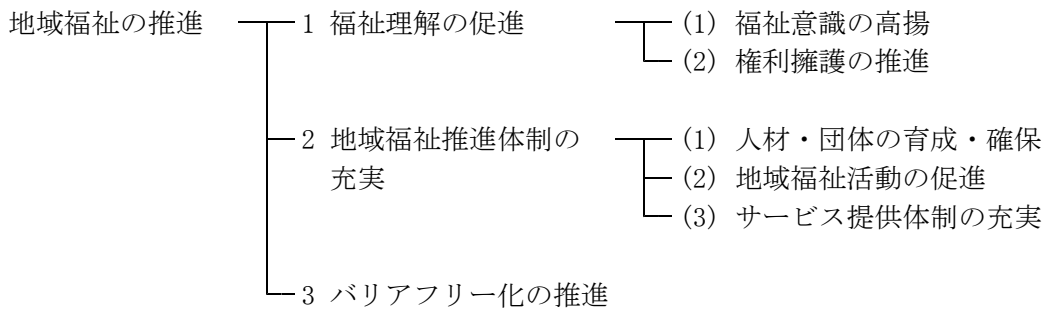 地域福祉の推進
1 福祉理解の促進
(1) 福祉意識の高揚
(2) 権利擁護の推進
2 地域福祉推進体制の
充実
(1) 人材・団体の育成・確保
(2) 地域福祉活動の促進
(3) サービス提供体制の充実
3 バリアフリー化の推進